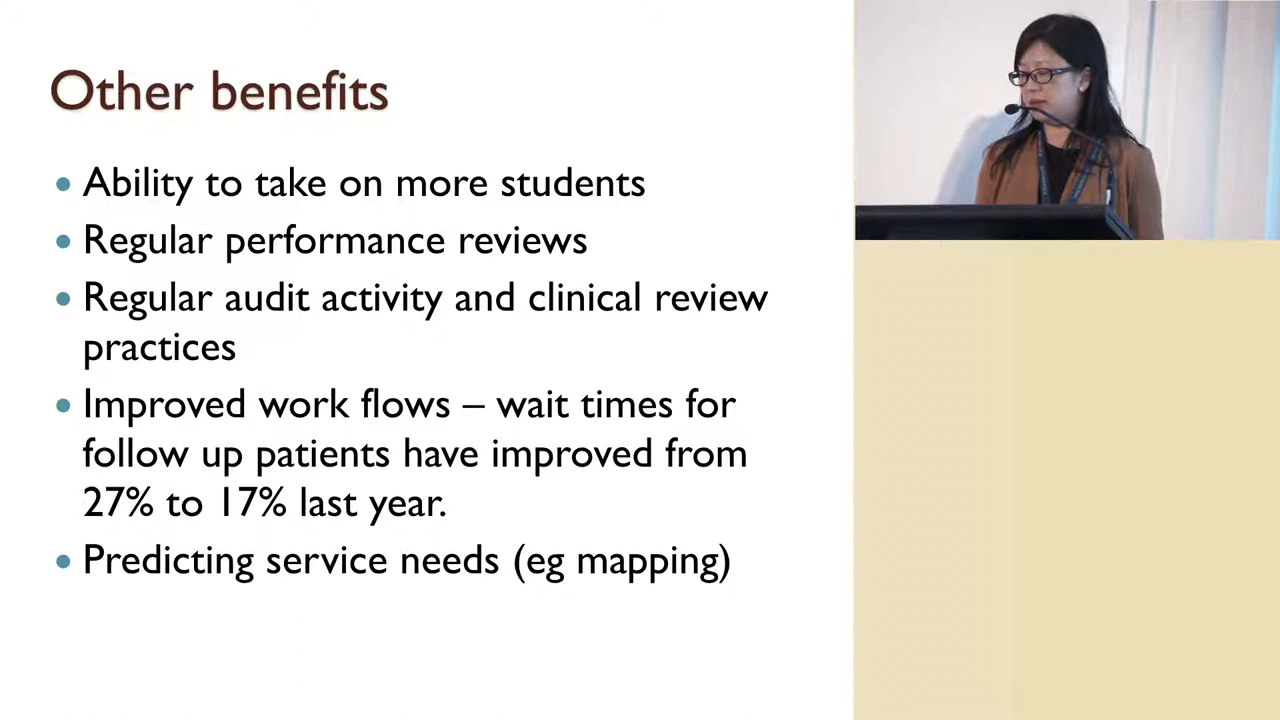 Other benefits
• Ability to take on more students
• Regular performance reviews
• Regular audit activity and clinical review
practices
• Improved work flows – wait times for
follow up patients have improved from
27% to 17% last year.
• Predicting service needs (eg mapping)